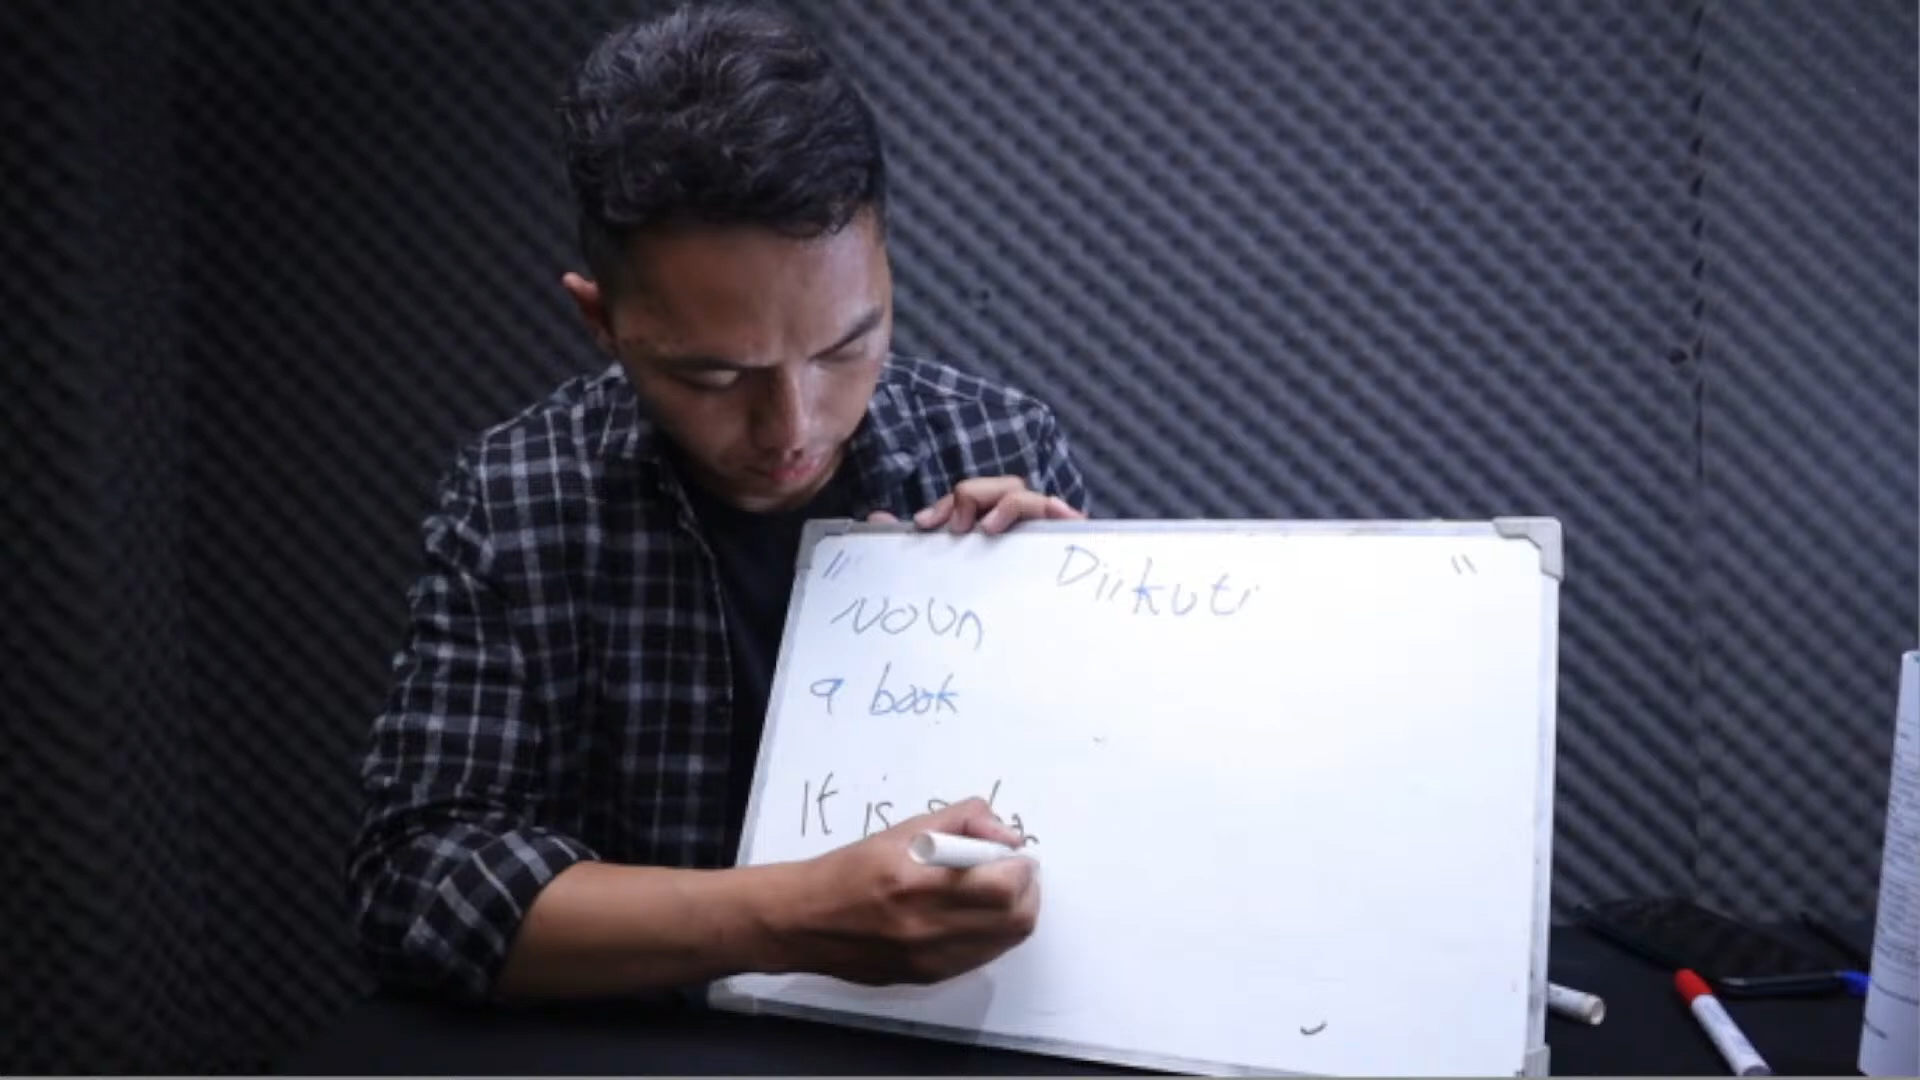 " Diikuti "
Noun
a book
It is a